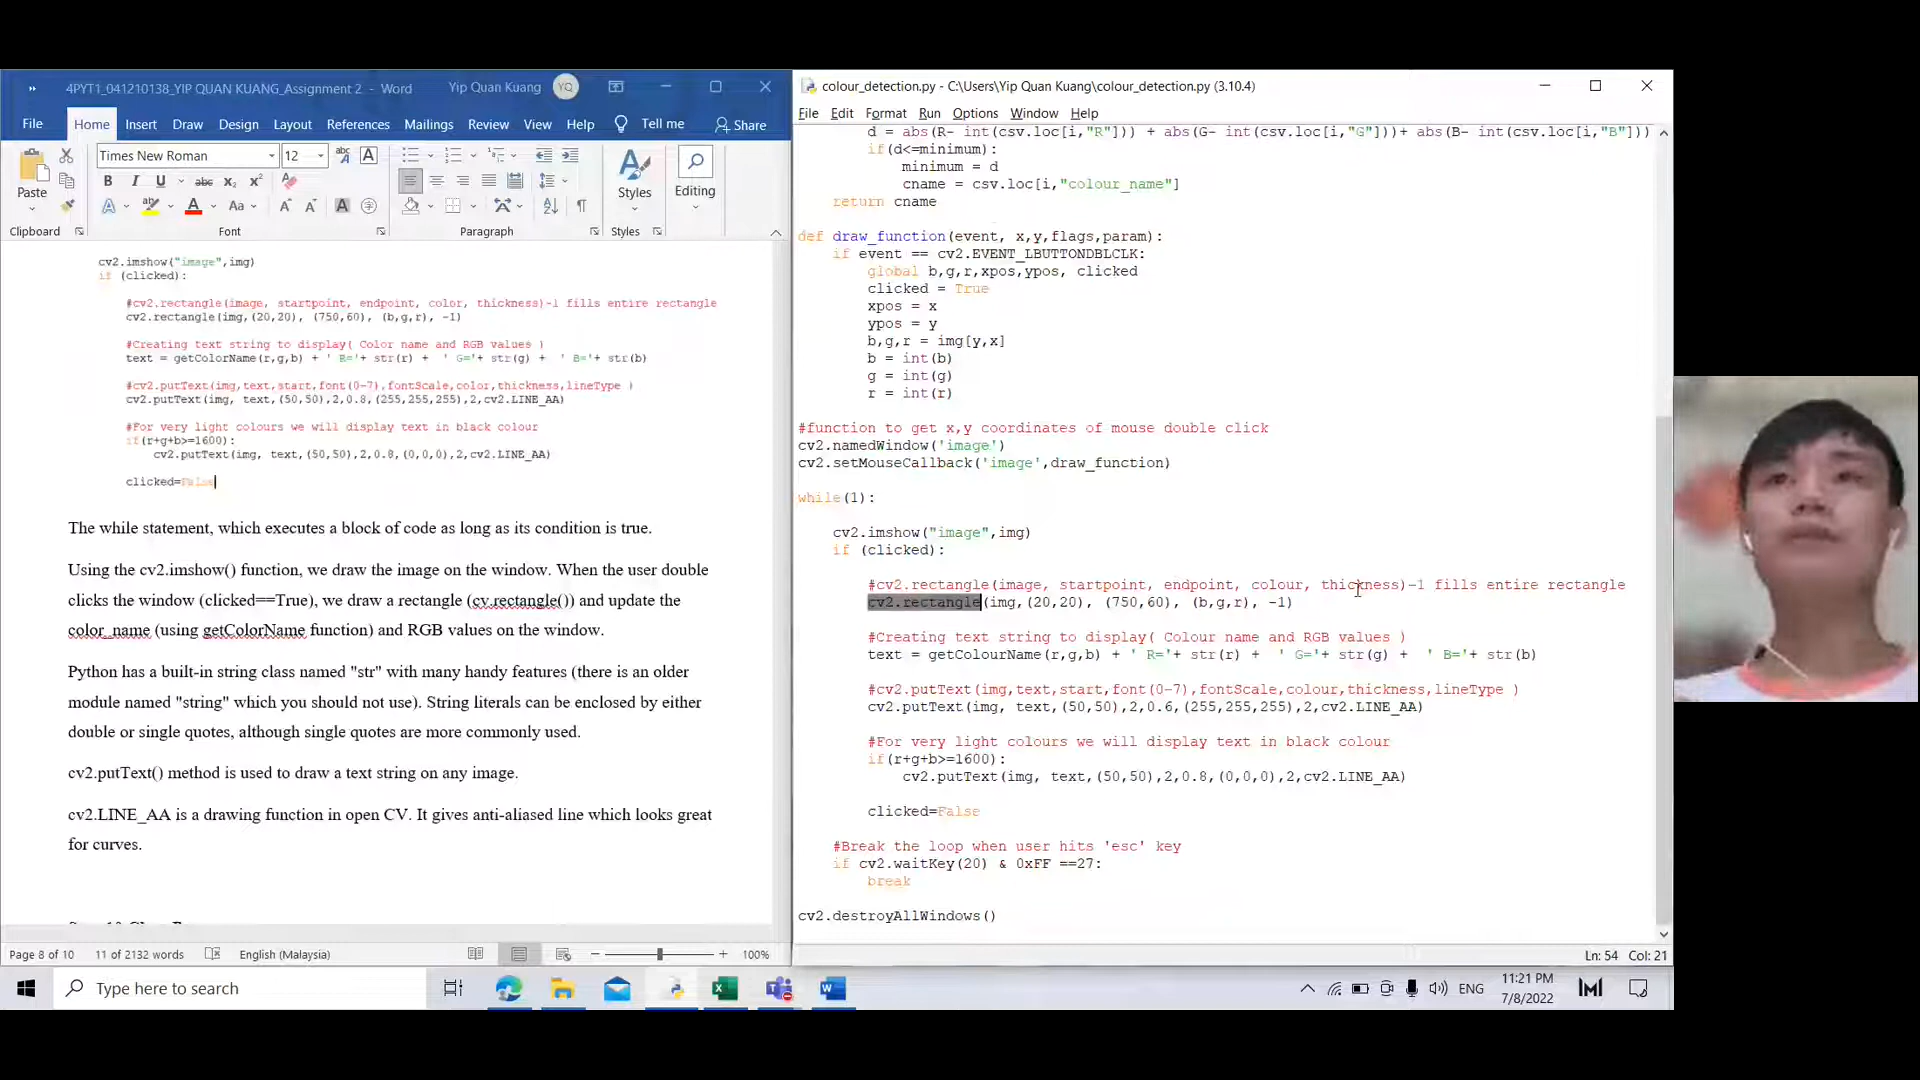 4PYT1_041210138_YIP QUAN KUANG_Assignment 2 - Word
Yip Quan Kuang
YQ
File Home Insert Draw Design Layout References Mailings Review View Help Tell me Share
Paste
Times New Roman 12
Styles
Editing
Clipboard Font Paragraph Styles
cv2.imshow("image",img)
if (clicked):
#cv2.rectangle(image, startpoint, endpoint, color, thickness)-1 fills entire rectangle
cv2.rectangle(img,(20,20), (750,60), (b,g,r), -1)
#Creating text string to display( Color name and RGB values )
text = getColorName(r,g,b) + ' R='+ str(r) + ' G='+ str(g) + ' B='+ str(b)
#cv2.putText(img,text,start,font(0-7),fontScale,color,thickness,lineType )
cv2.putText(img, text,(50,50),2,0.8,(255,255,255),2,cv2.LINE_AA)
#For very light colours we will display text in black colour
if(r+g+b>=1600):
cv2.putText(img, text,(50,50),2,0.8,(0,0,0),2,cv2.LINE_AA)
clicked=False
The while statement, which executes a block of code as long as its condition is true.
Using the cv2.imshow() function, we draw the image on the window. When the user double
clicks the window (clicked==True), we draw a rectangle (cv.rectangle()) and update the
color_name (using getColorName function) and RGB values on the window.
Python has a built-in string class named "str" with many handy features (there is an older
module named "string" which you should not use). String literals can be enclosed by either
double or single quotes, although single quotes are more commonly used.
cv2.putText() method is used to draw a text string on any image.
cv2.LINE_AA is a drawing function in open CV. It gives anti-aliased line which looks great
for curves.
Page 8 of 10 11 of 2132 words English (Malaysia) 100%
colour_detection.py - C:\Users\Yip Quan Kuang\colour_detection.py (3.10.4)
File Edit Format Run Options Window Help
d = abs(R- int(csv.loc[i,"R"])) + abs(G- int(csv.loc[i,"G"]))+ abs(B- int(csv.loc[i,"B"]))
if(d<=minimum):
minimum = d
cname = csv.loc[i,"colour_name"]
return cname
def draw_function(event, x,y,flags,param):
if event == cv2.EVENT_LBUTTONDBLCLK:
global b,g,r,xpos,ypos, clicked
clicked = True
xpos = x
ypos = y
b,g,r = img[y,x]
b = int(b)
g = int(g)
r = int(r)
#function to get x,y coordinates of mouse double click
cv2.namedWindow('image')
cv2.setMouseCallback('image',draw_function)
while(1):
cv2.imshow("image",img)
if (clicked):
#cv2.rectangle(image, startpoint, endpoint, colour, thickness)-1 fills entire rectangle
cv2.rectangle(img,(20,20), (750,60), (b,g,r), -1)
#Creating text string to display( Colour name and RGB values )
text = getColourName(r,g,b) + ' R='+ str(r) + ' G='+ str(g) + ' B='+ str(b)
#cv2.putText(img,text,start,font(0-7),fontScale,colour,thickness,lineType )
cv2.putText(img, text,(50,50),2,0.6,(255,255,255),2,cv2.LINE_AA)
#For very light colours we will display text in black colour
if(r+g+b>=1600):
cv2.putText(img, text,(50,50),2,0.8,(0,0,0),2,cv2.LINE_AA)
clicked=False
#Break the loop when user hits 'esc' key
if cv2.waitKey(20) & 0xFF ==27:
break
cv2.destroyAllWindows()
Ln: 54 Col: 21
Type here to search
ENG
11:21 PM
7/8/2022